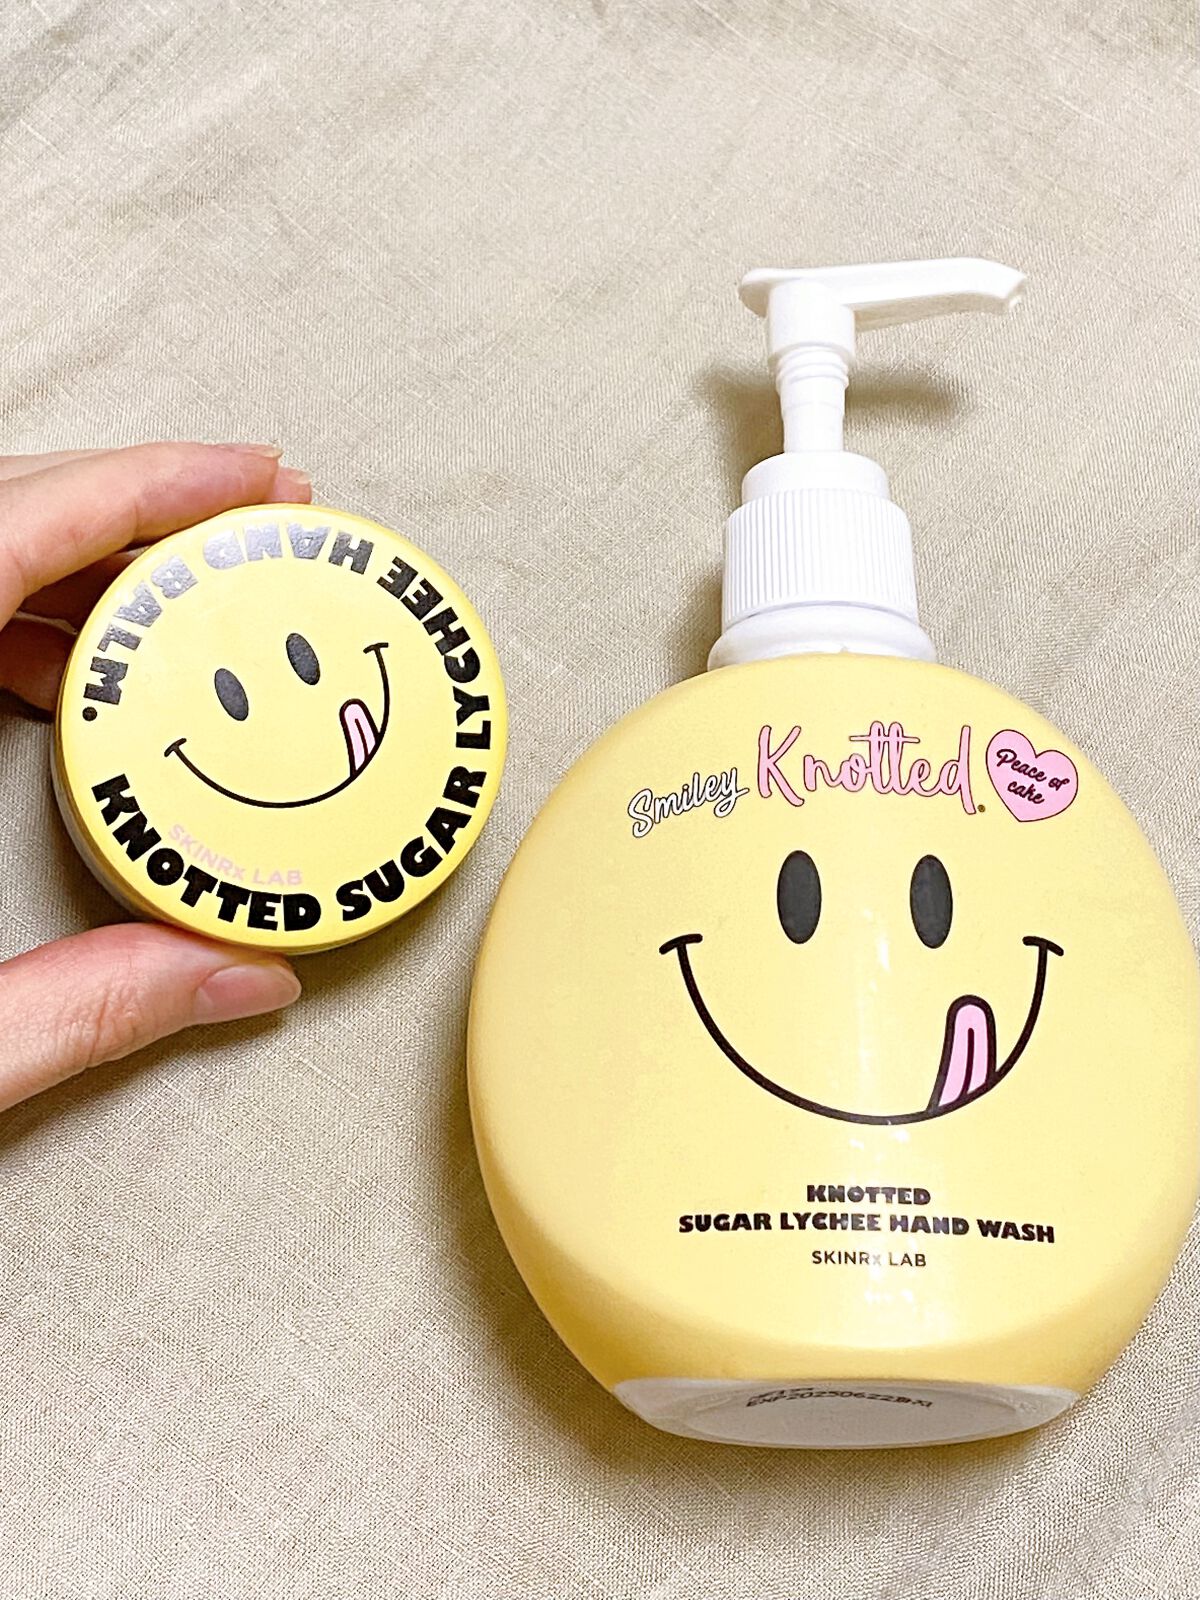 KNOTTED SUGAR LYCHEE HAND BALM.
SKINRx LAB
Smiley Knotted
Peace of
cake
KNOTTED
SUGAR LYCHEE HAND WASH
SKINRx LAB